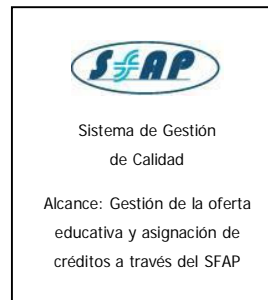 SFAP
Sistema de Gestión
de Calidad
Alcance: Gestión de la oferta
educativa y asignación de
créditos a través del SFAP